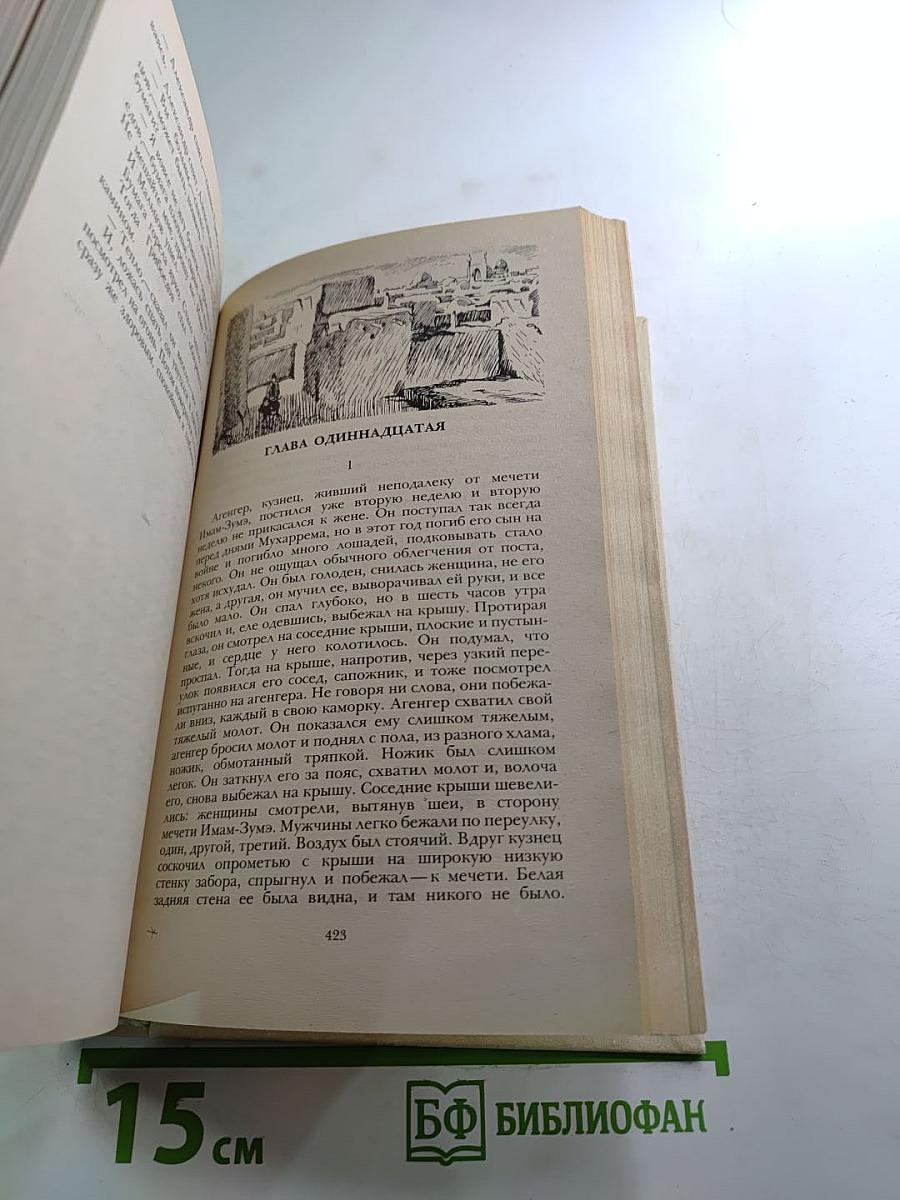 — Александр Сер
ГЛАВА ОДИННАДЦАТАЯ
1
Агенгер, кузнец, живший неподалеку от мечети
Имам-Зумэ, постился уже вторую неделю и вторую
неделю не прикасался к жене. Он поступал так всегда
перед днями Мухаррема, но в этот год погиб его сын на
войне и погибло много лошадей, подковывать стало
некого. Он не ощущал обычного облегчения от поста,
хотя исхудал. Он был голоден, снилась женщина, не его
жена, а другая, он мучил ее, выворачивал ей руки, и все
было мало. Он спал глубоко, но в шесть часов утра
вскочил и, еле одевшись, выбежал на крышу. Протирая
глаза, он смотрел на соседние крыши, плоские и пустын-
ные, и сердце у него колотилось. Он подумал, что
проспал. Тогда на крыше, напротив, через узкий пере-
улок появился его сосед, сапожник, и тоже посмотрел
испуганно на агенгера. Не говоря ни слова, они побежа-
ли вниз, каждый в свою каморку. Агенгер схватил свой
тяжелый молот. Он показался ему слишком тяжелым,
агенгер бросил молот и поднял с пола, из разного хлама,
ножик, обмотанный тряпкой. Ножик был слишком
легок. Он заткнул его за пояс, схватил молот и, волоча
его, снова выбежал на крышу. Соседние крыши шевели-
лись: женщины смотрели, вытянув шеи, в сторону
мечети Имам-Зумэ. Мужчины легко бежали по переулку,
один, другой, третий. Воздух был стоячий. Вдруг кузнец
соскочил опрометью с крыши на широкую низкую
стенку забора, спрыгнул и побежал — к мечети. Белая
задняя стена ее была видна, и там никого не было.
423
15 см
БФ БИБЛИОФАН